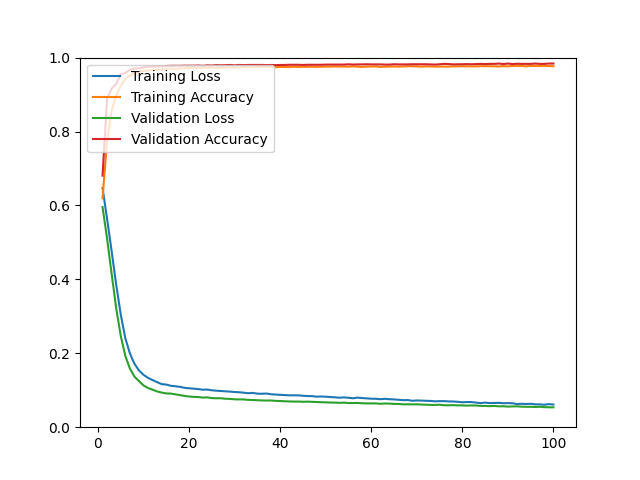 Training Loss
Training Accuracy
Validation Loss
Validation Accuracy
1.0
0.8
0.6
0.4
0.2
0.0
0 20 40 60 80 100